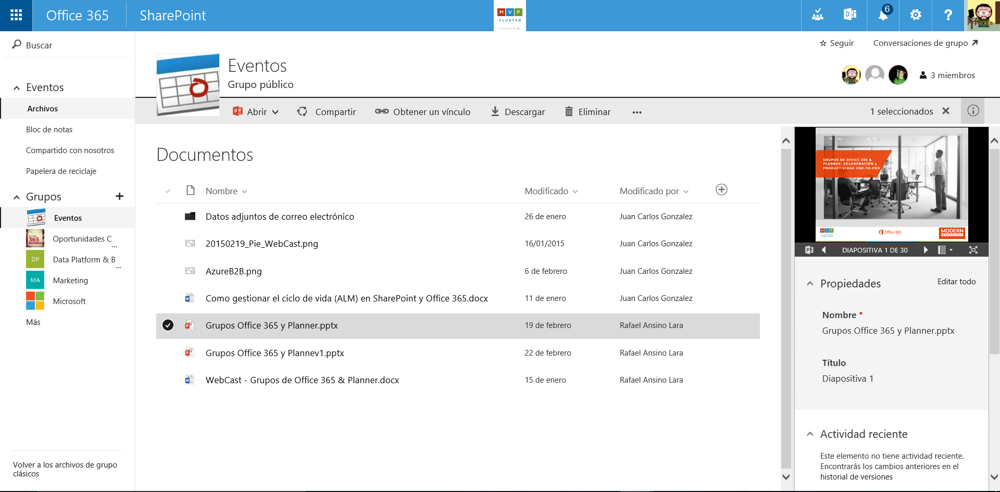 Office 365
SharePoint
MVP
CLUSTER
6
?
Buscar
Seguir
Conversaciones de grupo
Eventos
Grupo público
3 miembros
Eventos
Archivos
Bloc de notas
Compartido con nosotros
Papelera de reciclaje
Grupos
+
Eventos
365
Oportunidades C
...
DP
Data Platform & B
...
MA
Marketing
Microsoft
Más
Volver a los archivos de grupo
clásicos
Abrir
Compartir
Obtener un vínculo
Descargar
Eliminar
...
1 seleccionados
Documentos
Nombre
Modificado
Modificado por
Datos adjuntos de correo electrónico
26 de enero
Juan Carlos Gonzalez
20150219_Pie_WebCast.png
16/01/2015
Juan Carlos Gonzalez
AzureB2B.png
6 de febrero
Juan Carlos Gonzalez
Como gestionar el ciclo de vida (ALM) en SharePoint y Office 365.docx
11 de enero
Juan Carlos Gonzalez
Grupos Office 365 y Planner.pptx
19 de febrero
Rafael Ansino Lara
Grupos Office 365 y Plannev1.pptx
22 de febrero
Rafael Ansino Lara
WebCast - Grupos de Office 365 & Planner.docx
15 de enero
Rafael Ansino Lara
GRUPOS DE OFFICE 365 &
PLANNER: COLABORACIÓN y
PRODUCTIVIDAD END-TO-END
MVP
CLUSTER
Office 365
MODERN
WORKPLACE
DIAPOSITIVA 1 DE 30
Propiedades
Editar todo
Nombre *
Grupos Office 365 y Planner.pptx
Título
Diapositiva 1
Actividad reciente
Este elemento no tiene actividad reciente.
Encontrarás los cambios anteriores en el
historial de versiones